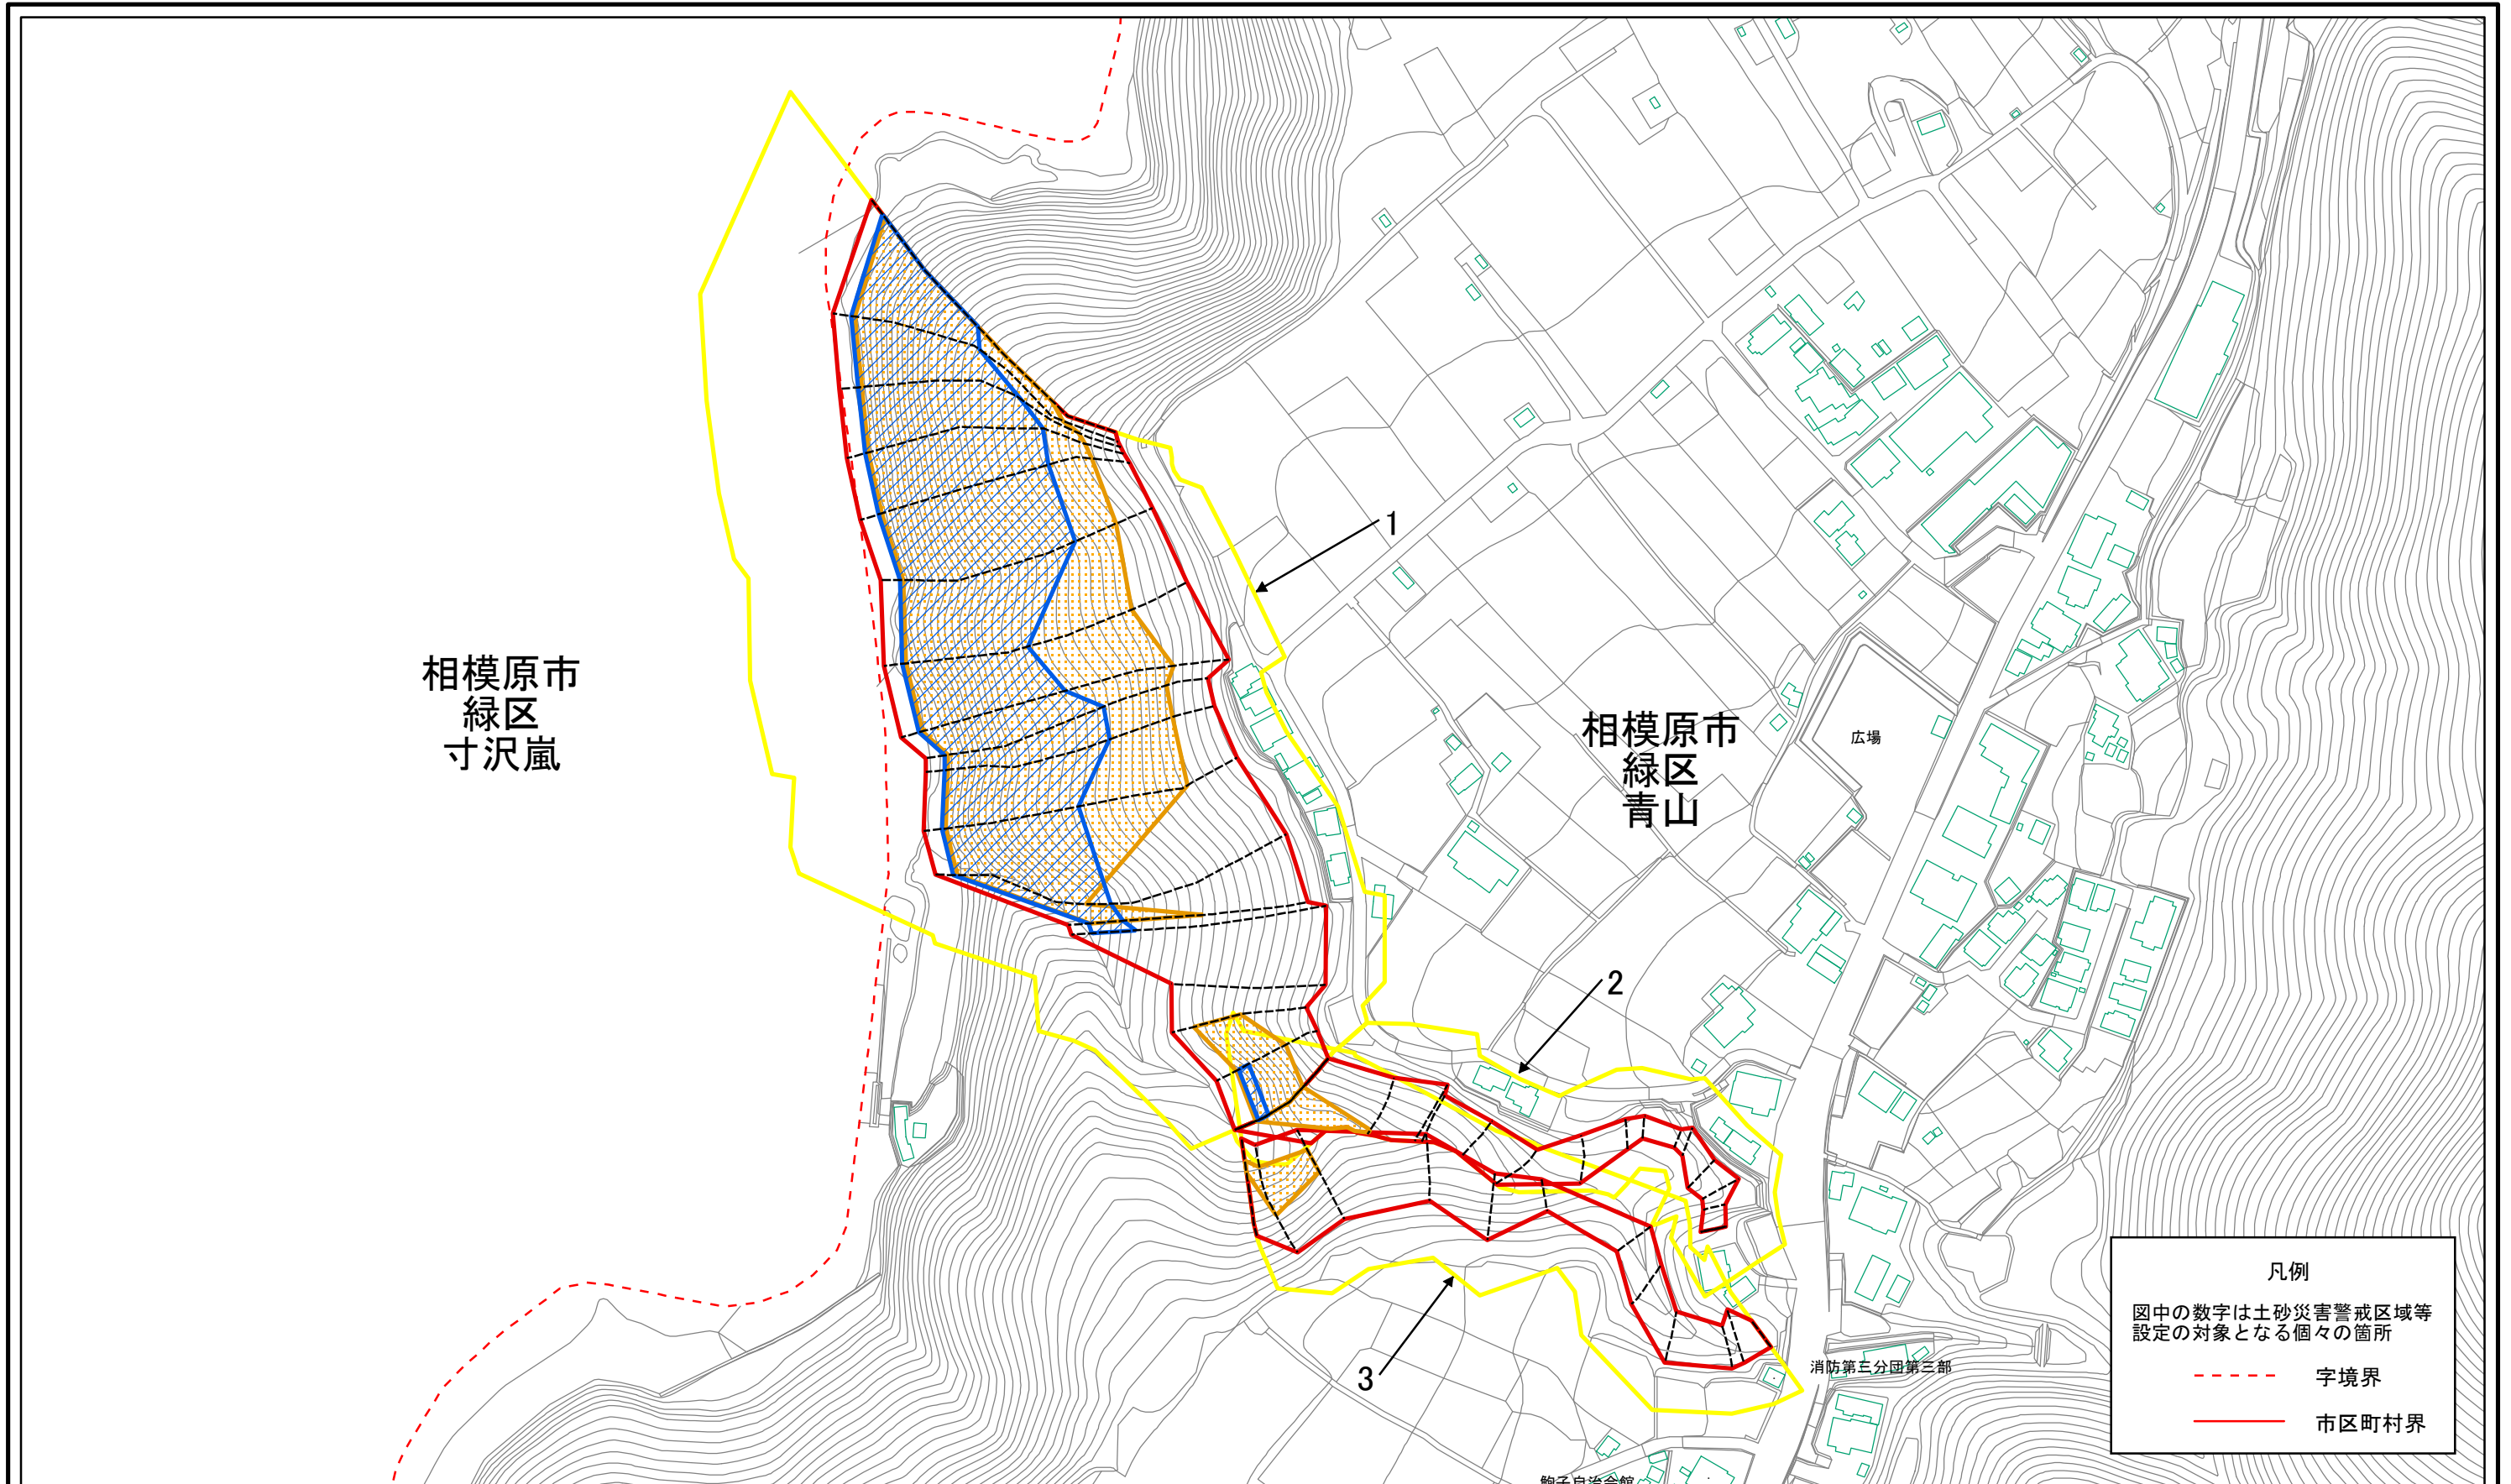 1
相模原市
緑区
寸沢嵐
相模原市
緑区
青山
広場
2
3
凡例
図中の数字は土砂災害警戒区域等
設定の対象となる個々の箇所
字境界
市区町村界
消防第三分団第三部